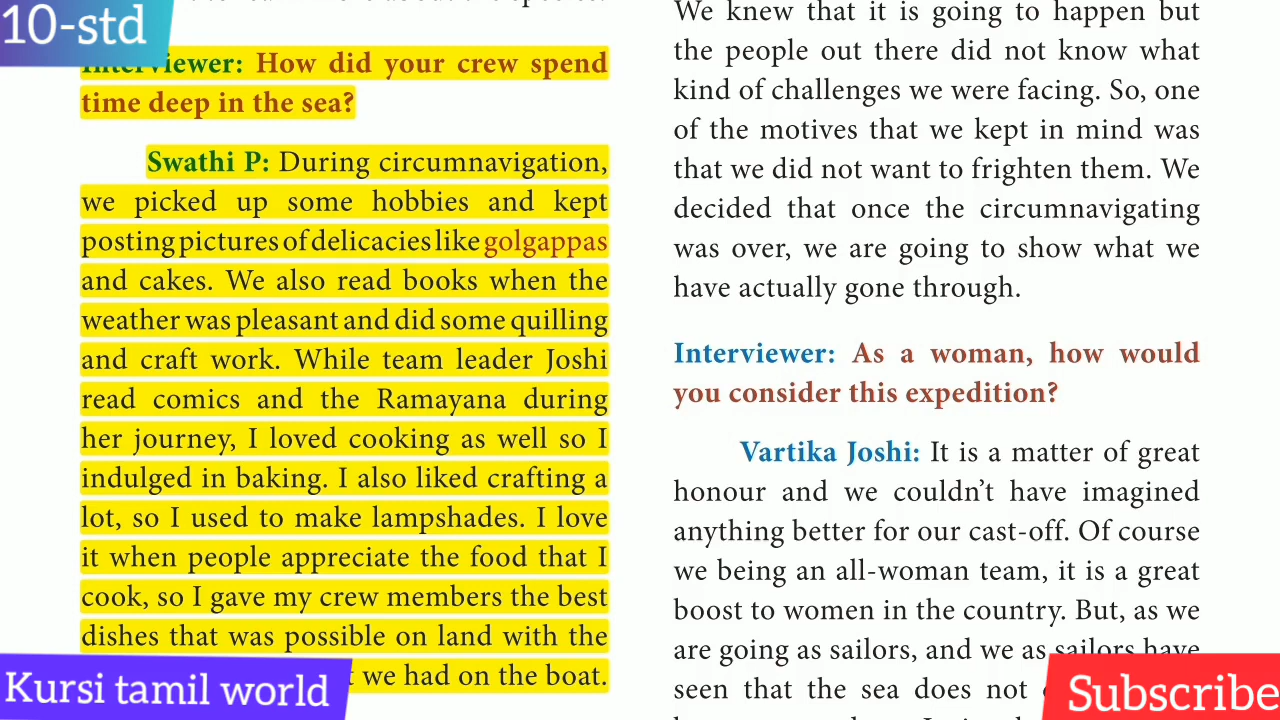 10-std
Interviewer: How did your crew spend
time deep in the sea?
Swathi P: During circumnavigation,
we picked up some hobbies and kept
posting pictures of delicacies like golgappas
and cakes. We also read books when the
weather was pleasant and did some quilling
and craft work. While team leader Joshi
read comics and the Ramayana during
her journey, I loved cooking as well so I
indulged in baking. I also liked crafting a
lot, so I used to make lampshades. I love
it when people appreciate the food that I
cook, so I gave my crew members the best
dishes that was possible on land with the
we had on the boat.
Kursi tamil world
We knew that it is going to happen but
the people out there did not know what
kind of challenges we were facing. So, one
of the motives that we kept in mind was
that we did not want to frighten them. We
decided that once the circumnavigating
was over, we are going to show what we
have actually gone through.
Interviewer: As a woman, how would
you consider this expedition?
Vartika Joshi: It is a matter of great
honour and we couldn’t have imagined
anything better for our cast-off. Of course
we being an all-woman team, it is a great
boost to women in the country. But, as we
are going as sailors, and we as sailors have
seen that the sea does not
Subscribe